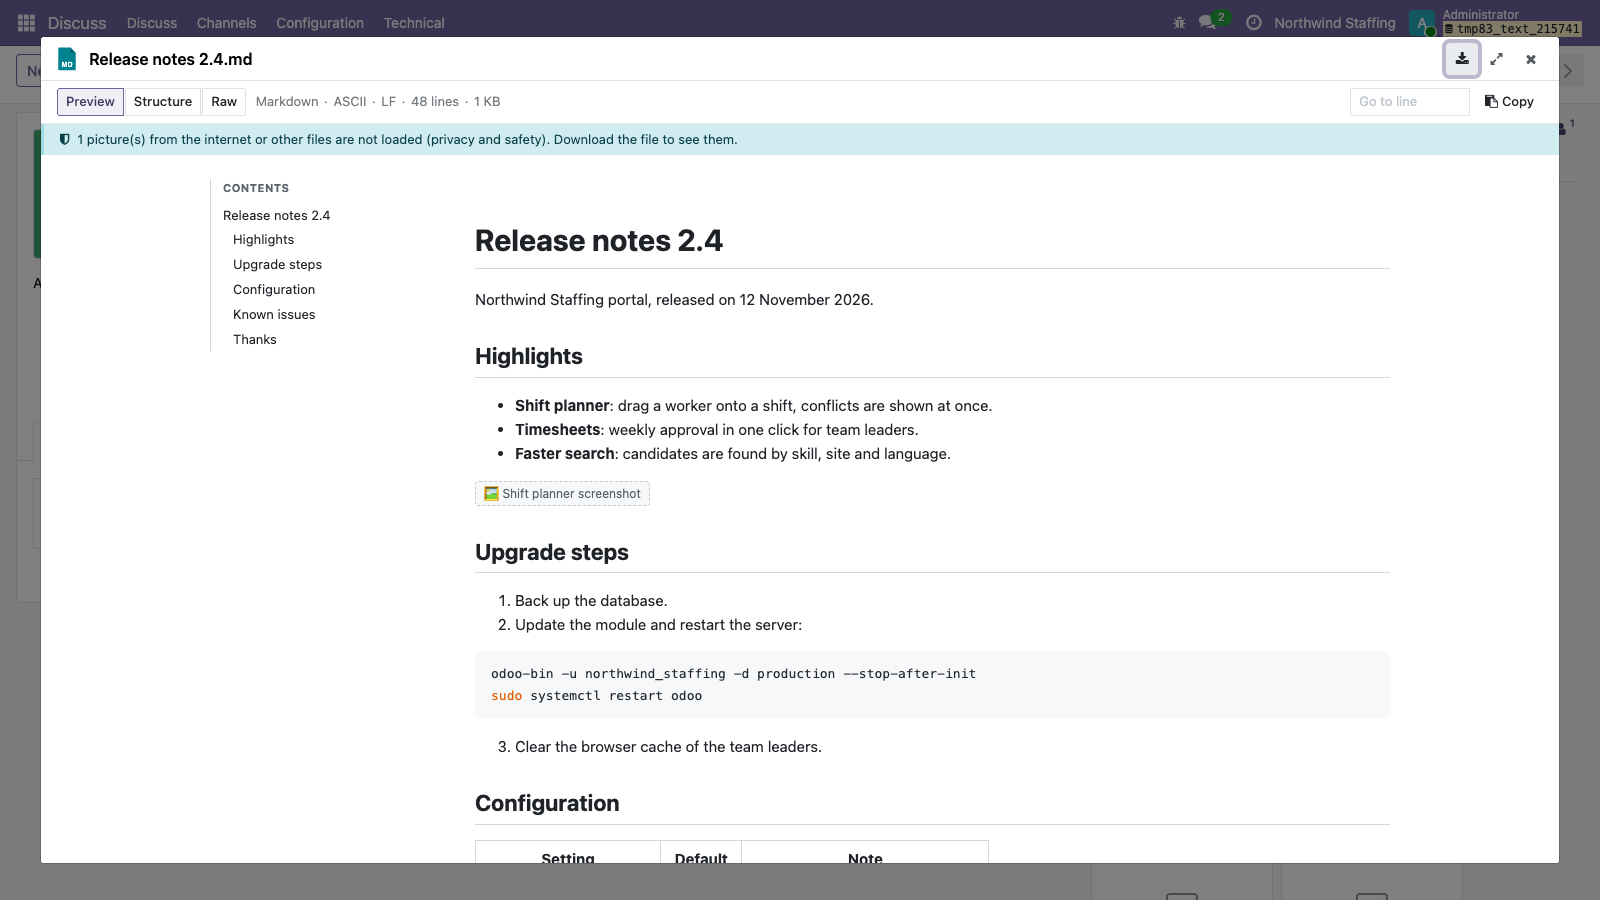 Discuss Discuss Channels Configuration Technical 2 Northwind Staffing A Administrator
tmp83_text_215741
Ne
MD Release notes 2.4.md
Preview Structure Raw Markdown · ASCII · LF · 48 lines · 1 KB Go to line Copy
1
1 picture(s) from the internet or other files are not loaded (privacy and safety). Download the file to see them.
CONTENTS
Release notes 2.4
Highlights
Upgrade steps
Configuration
Known issues
Thanks
A
Release notes 2.4
Northwind Staffing portal, released on 12 November 2026.
Highlights
• Shift planner: drag a worker onto a shift, conflicts are shown at once.
• Timesheets: weekly approval in one click for team leaders.
• Faster search: candidates are found by skill, site and language.
Shift planner screenshot
Upgrade steps
1. Back up the database.
2. Update the module and restart the server:
odoo-bin -u northwind_staffing -d production --stop-after-init
sudo systemctl restart odoo
3. Clear the browser cache of the team leaders.
Configuration
Setting Default Note